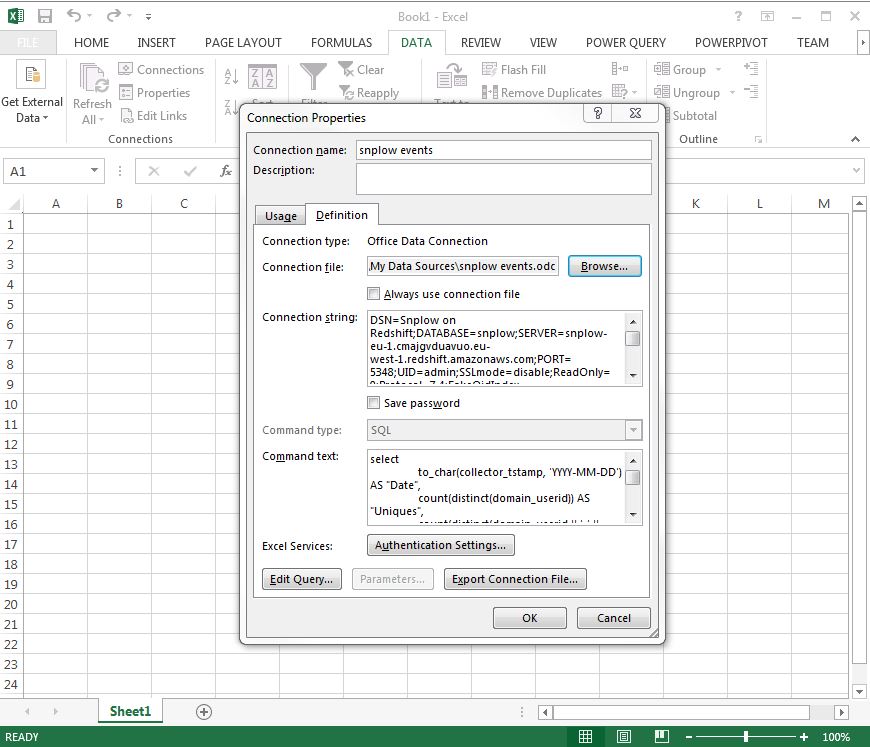 Book1 - Excel
FILE HOME INSERT PAGE LAYOUT FORMULAS DATA REVIEW VIEW POWER QUERY POWERPIVOT TEAM
Get External
Data
Refresh
All
Connections
Properties
Edit Links
Connections
Clear
Reapply
Flash Fill
Remove Duplicates
Group
Ungroup
Subtotal
Outline
A1
fx
A B C K L M
1
2
3
4
5
6
7
8
9
10
11
12
13
14
15
16
17
18
19
20
21
22
23
24
Connection Properties
Connection name: snplow events
Description:
Usage Definition
Connection type: Office Data Connection
Connection file: My Data Sources\snplow events.odc Browse...
Always use connection file
Connection string: DSN=Snplow on
Redshift;DATABASE=snplow;SERVER=snplow-
eu-1.cmajgvduavuo.eu-
west-1.redshift.amazonaws.com;PORT=
5348;UID=admin;SSLmode=disable;ReadOnly=
Save password
Command type: SQL
Command text: select
to_char(collector_tstamp, 'YYYY-MM-DD')
AS "Date",
count(distinct(domain_userid)) AS
"Uniques",
Excel Services: Authentication Settings...
Edit Query... Parameters... Export Connection File...
OK Cancel
Sheet1
READY 100%